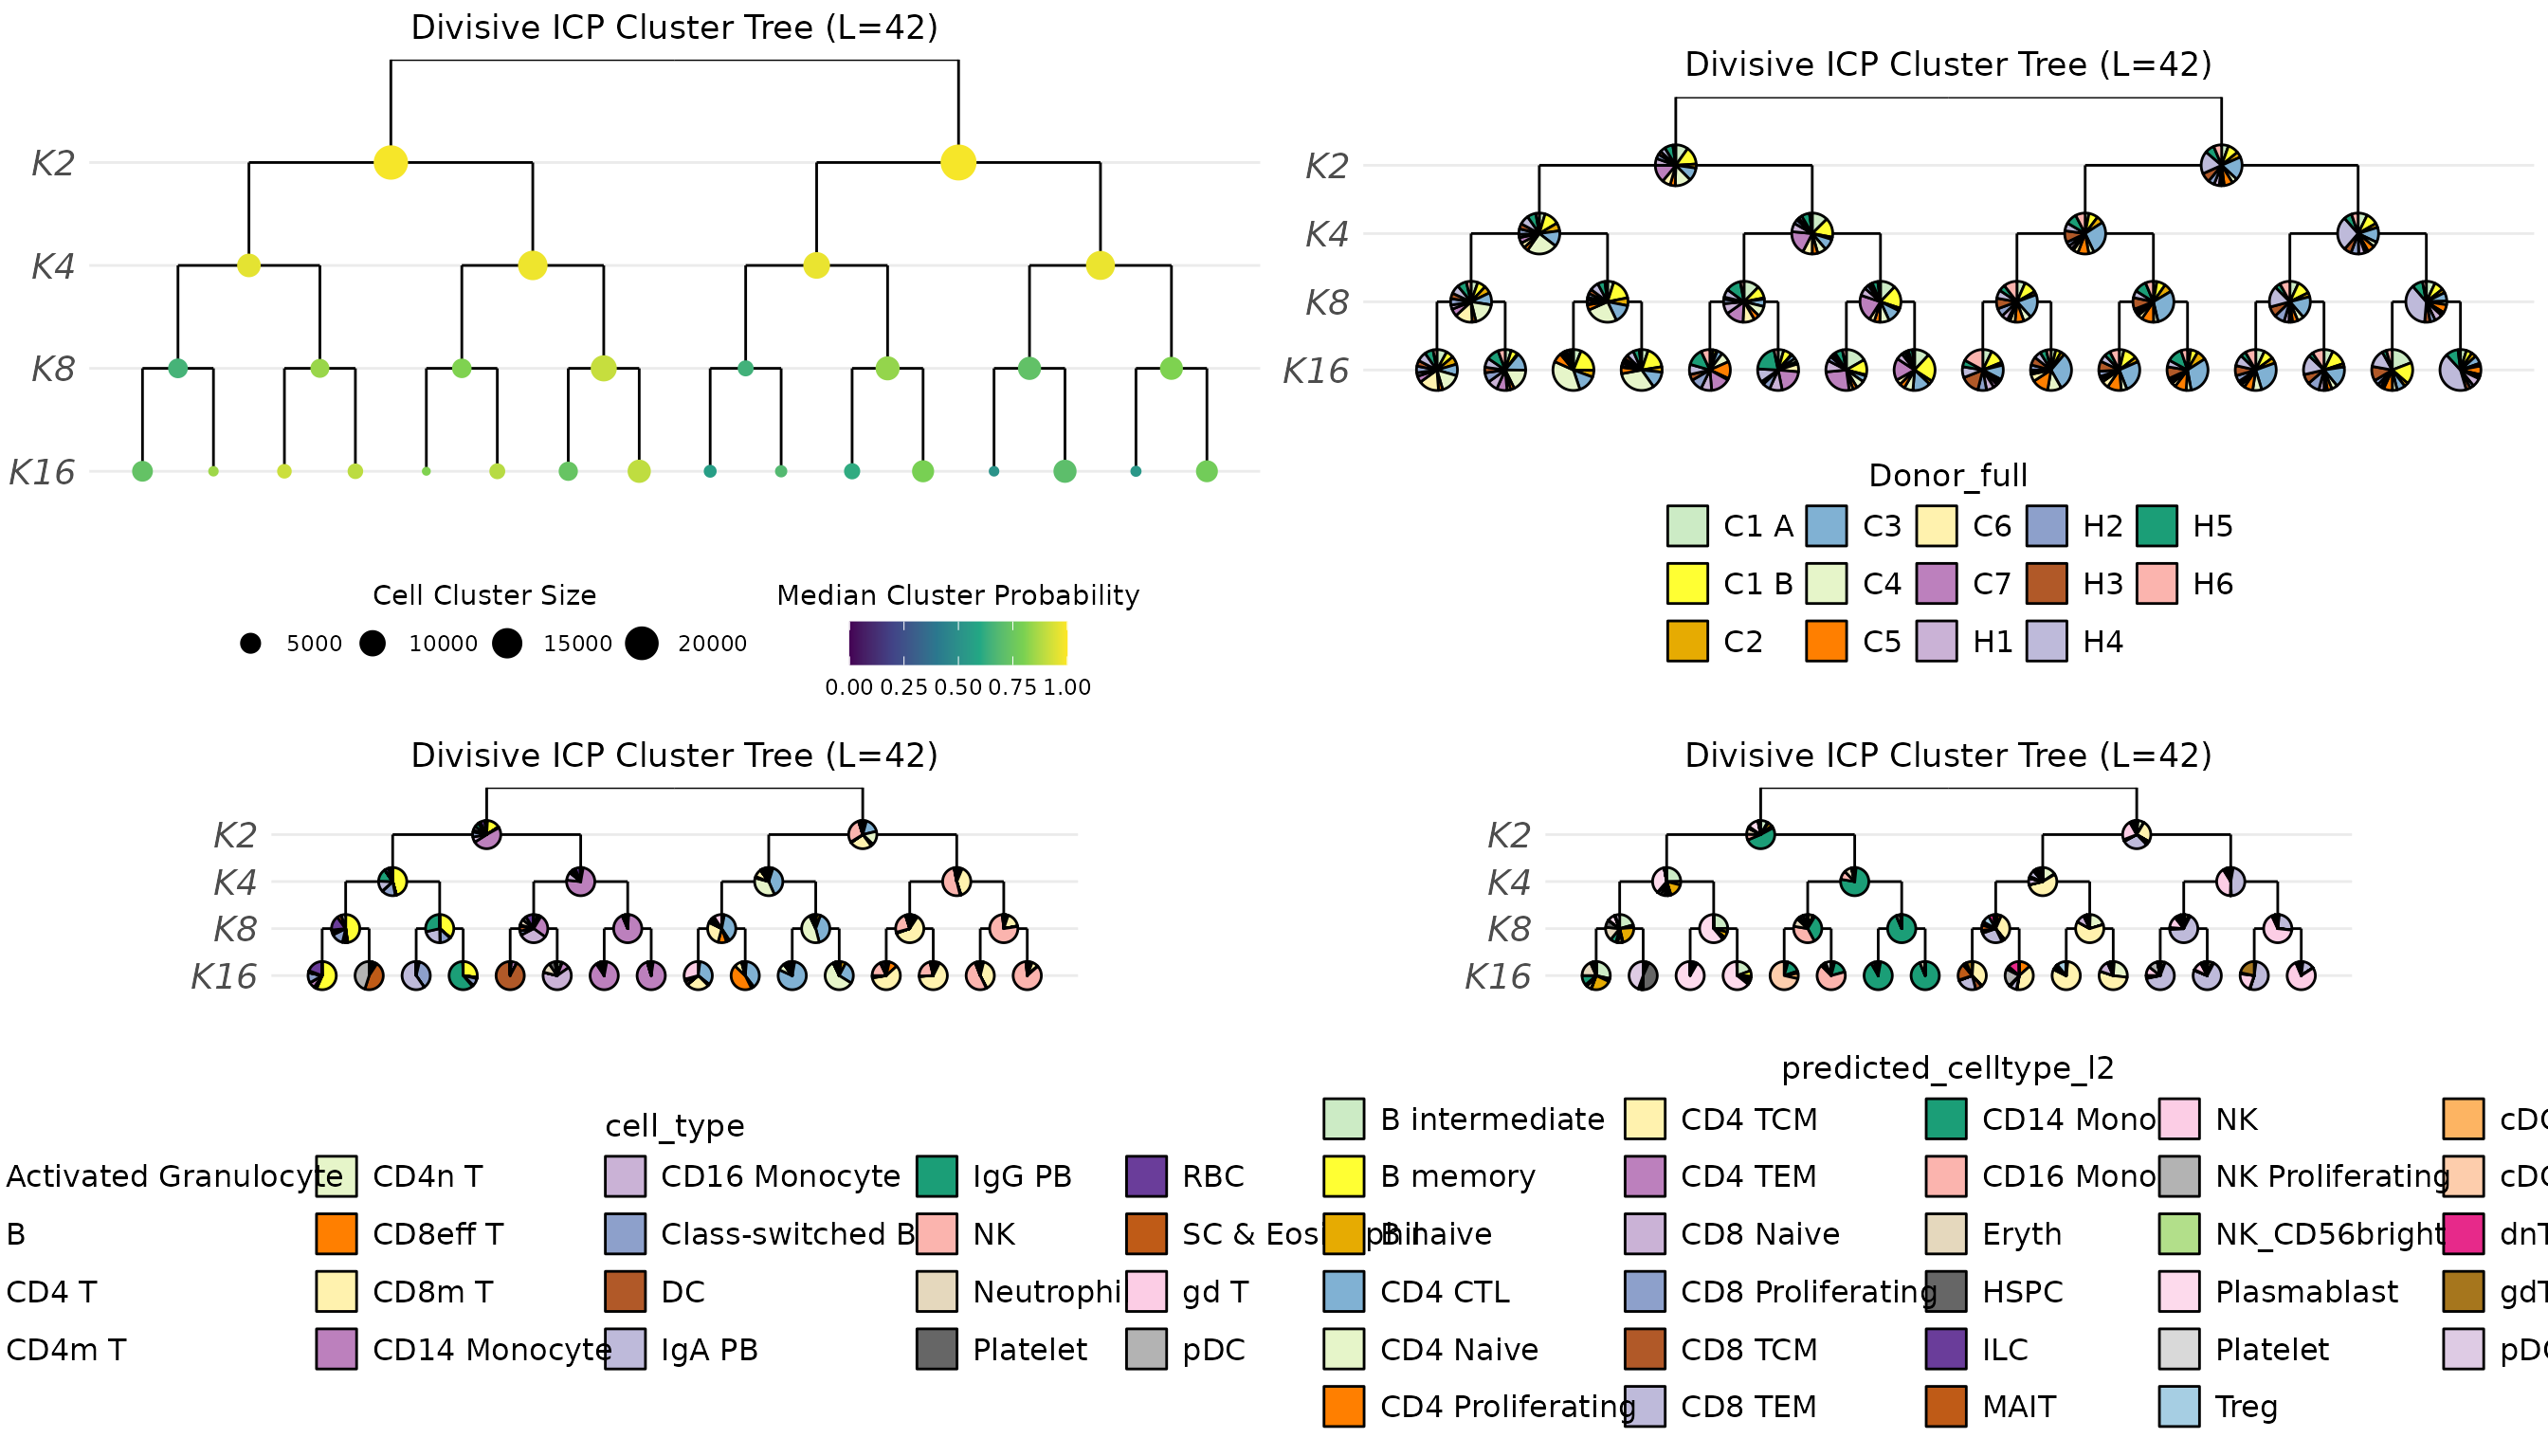 Divisive ICP Cluster Tree (L=42)
K2
K4
K8
K16
Cell Cluster Size
5000 10000 15000 20000
Median Cluster Probability
0.00 0.25 0.50 0.75 1.00
Divisive ICP Cluster Tree (L=42)
K2
K4
K8
K16
Donor_full
C1 A C3 C6 H2 H5
C1 B C4 C7 H3 H6
C2 C5 H1 H4
Divisive ICP Cluster Tree (L=42)
K2
K4
K8
K16
cell_type
Activated Granulocyte CD4n T CD16 Monocyte IgG PB RBC
B CD8eff T Class-switched B NK SC &
CD4 T CD8m T DC gd T
CD4m T CD14 Monocyte IgA PB Platelet pDC
Divisive ICP Cluster Tree (L=42)
K2
K4
K8
K16
predicted_celltype_l2
B intermediate CD4 TCM CD14 Mono NK
B memory CD4 TEM CD16 Mono NK Proliferating
B naive CD8 Naive Eryth NK_CD56bright
CD4 CTL CD8 Proliferating HSPC Plasmablast
CD4 Naive CD8 TCM ILC Platelet
CD4 Proliferating CD8 TEM MAIT Treg